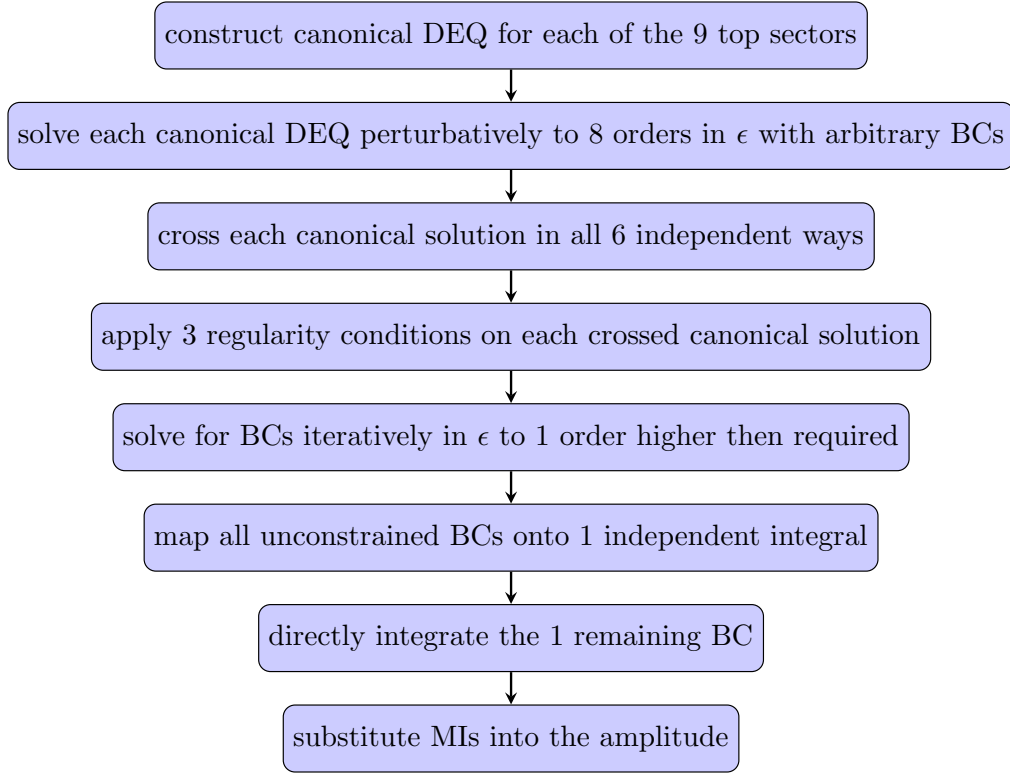 construct canonical DEQ for each of the 9 top sectors
solve each canonical DEQ perturbatively to 8 orders in ϵ with arbitrary BCs
cross each canonical solution in all 6 independent ways
apply 3 regularity conditions on each crossed canonical solution
solve for BCs iteratively in ϵ to 1 order higher then required
map all unconstrained BCs onto 1 independent integral
directly integrate the 1 remaining BC
substitute MIs into the amplitude